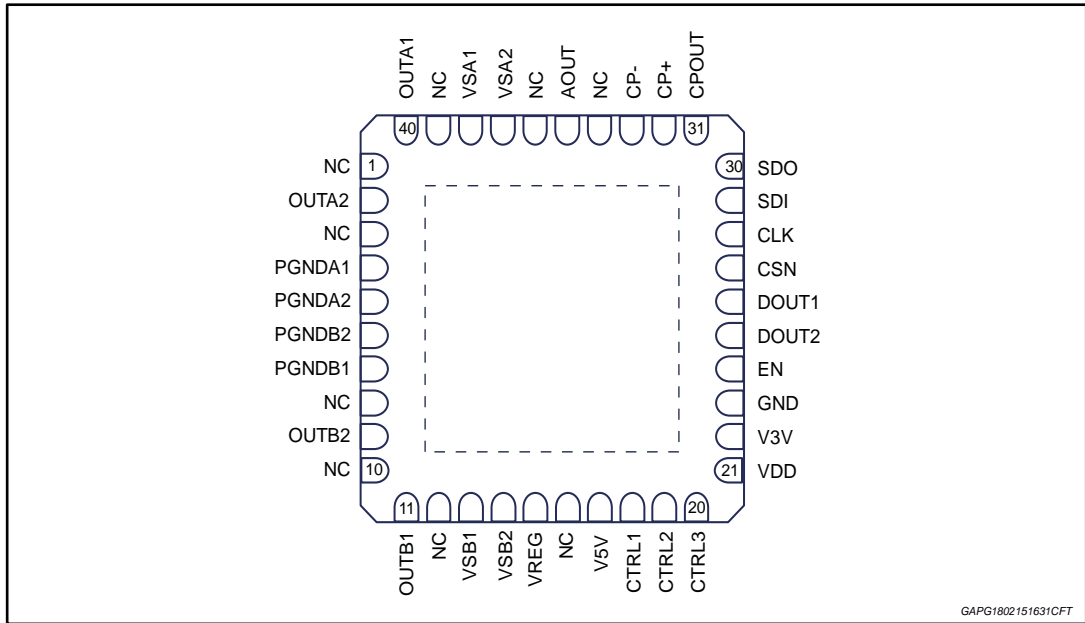 OUTA1
NC
VSA1
VSA2
NC
AOUT
NC
CP-
CP+
CPOUT
40
31
NC 1
30 SDO
OUTA2
SDI
NC
CLK
PGNDA1
CSN
PGNDA2
DOUT1
PGNDB2
DOUT2
PGNDB1
EN
NC
GND
OUTB2
V3V
NC 10
21 VDD
11
20
OUTB1
NC
VSB1
VSB2
VREG
NC
V5V
CTRL1
CTRL2
CTRL3
GAPG1802151631CFT